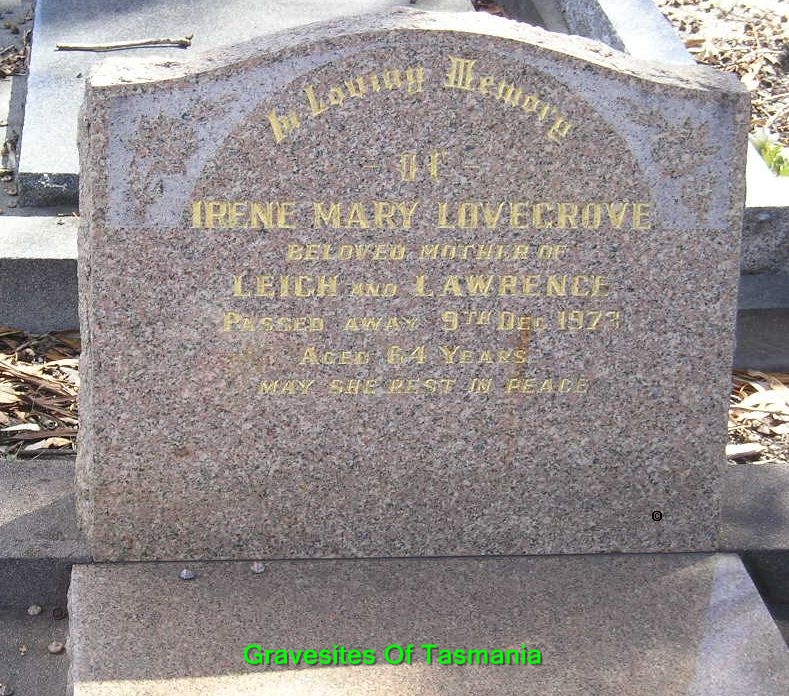 In Loving Memory
- OF -
IRENE MARY LOVEGROVE
BELOVED MOTHER OF
LEIGH AND LAWRENCE
PASSED AWAY 9TH DEC 1973
AGED 64 YEARS
MAY SHE REST IN PEACE
©
Gravesites Of Tasmania